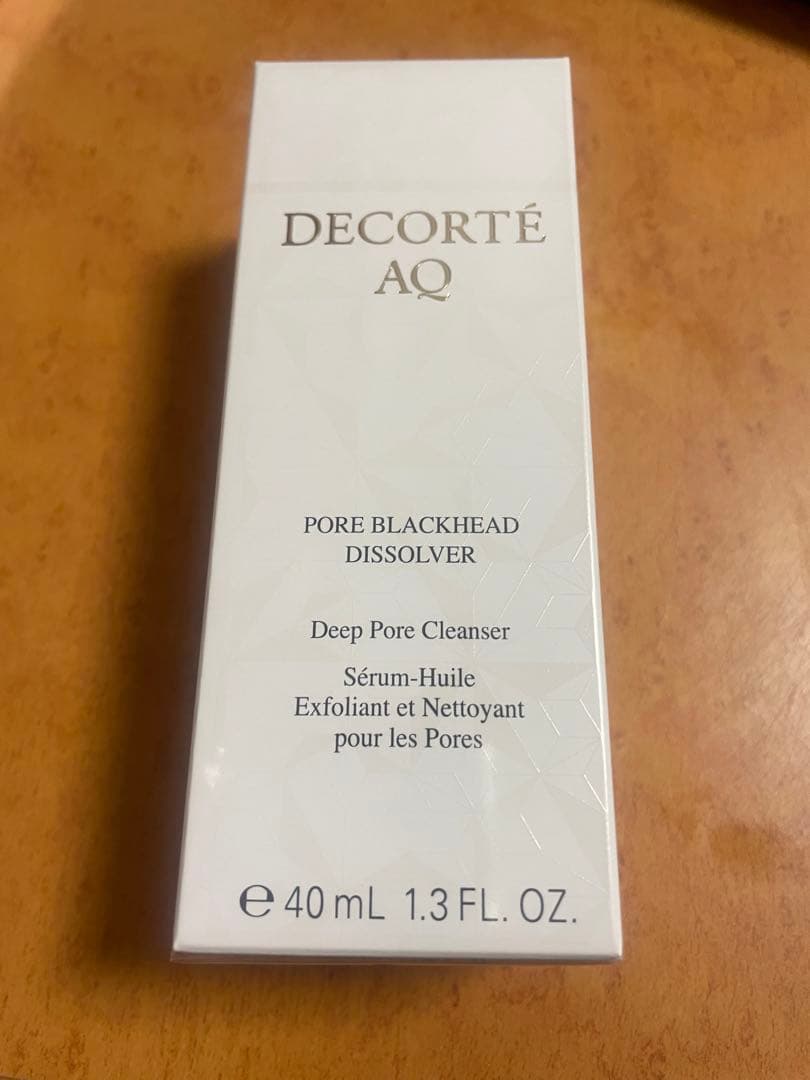 DECORTÉ
AQ
PORE BLACKHEAD
DISSOLVER
Deep Pore Cleanser
Sérum-Huile
Exfoliant et Nettoyant
pour les Pores
℮ 40 mL 1.3 FL. OZ.